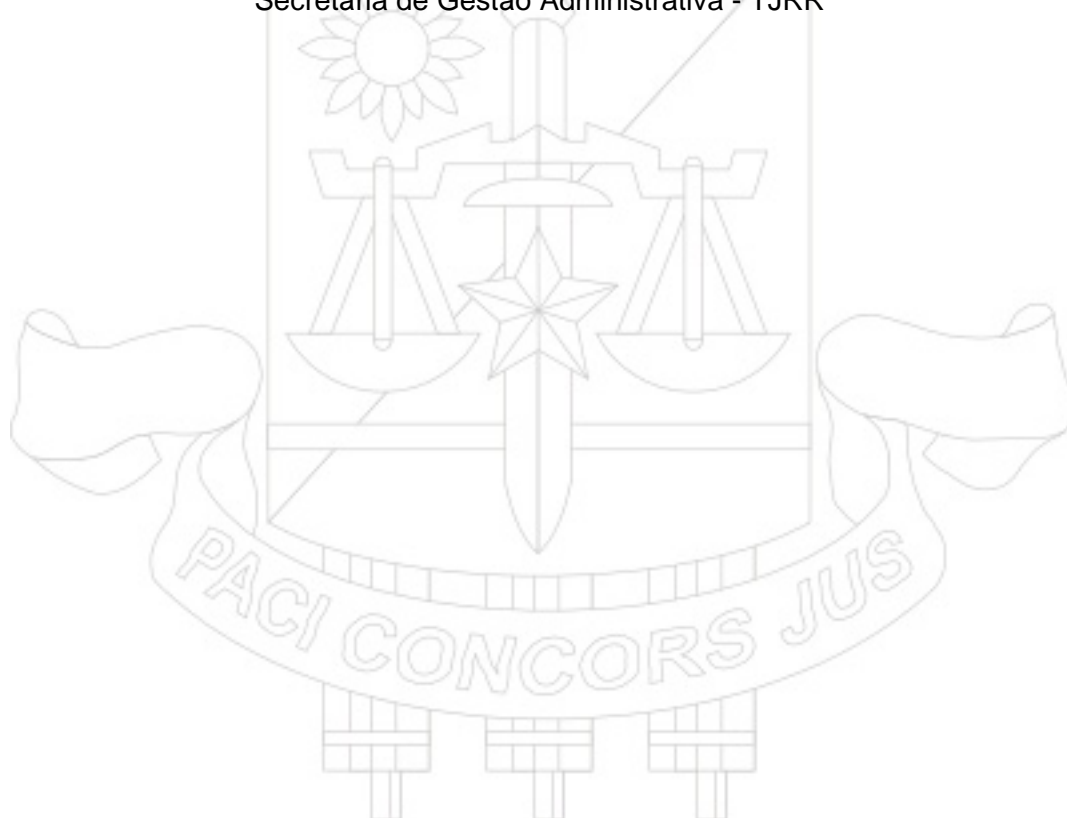 Secretaria de Gestão Administrativa - TJRR
PACI CONCORS JUS